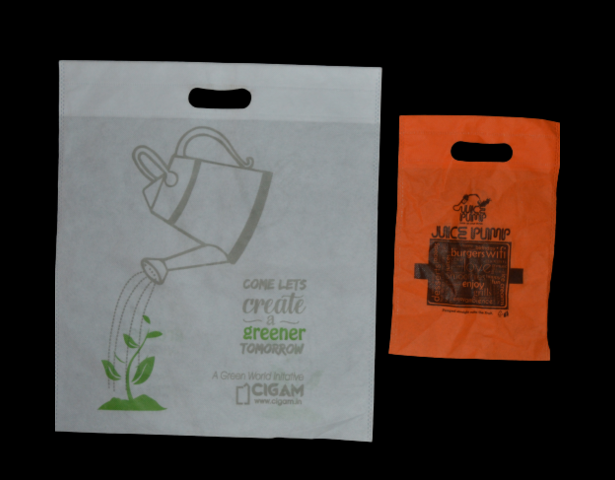 COME LETS
create
a
greener
TOMORROW
A Green World Initiative
CIGAM
www.cigam.in
JUICE
PUMP
JUICE PUMP
Burgers Wifi
enjoy